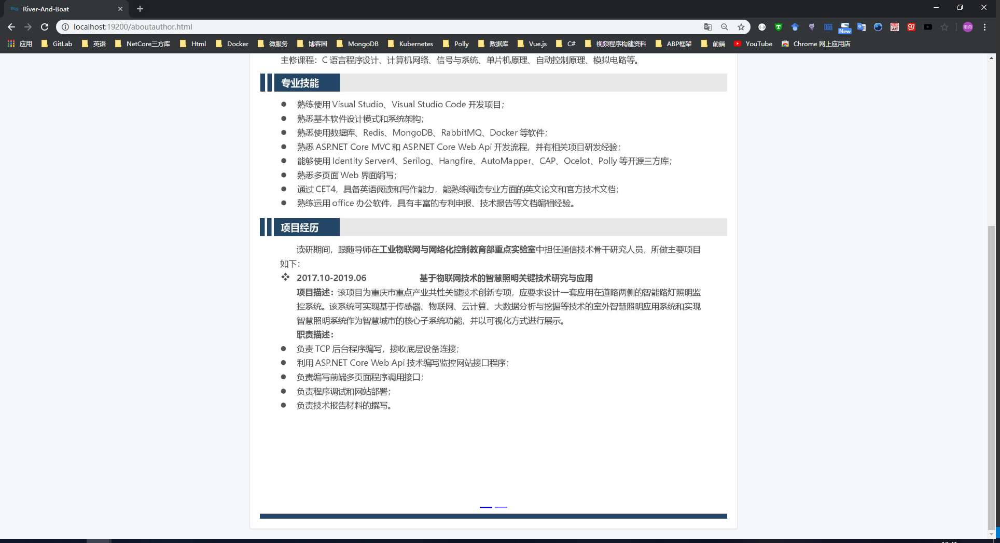 River-And-Boat
localhost:19200/aboutauthor.html
New
雨舟
应用 GitLab 英语 NetCore三方库 Html Docker 微服务 博客园 MongoDB Kubernetes Polly 数据库 Vue.js C# 视频程序构建资料 ABP框架 前端 YouTube Chrome 网上应用店
主修课程：C 语言程序设计、计算机网络、信号与系统、单片机原理、自动控制原理、模拟电路等。
专业技能
● 熟练使用 Visual Studio、Visual Studio Code 开发项目；
● 熟悉基本软件设计模式和系统架构；
● 熟悉使用数据库、Redis、MongoDB、RabbitMQ、Docker 等软件；
● 熟悉 ASP.NET Core MVC 和 ASP.NET Core Web Api 开发流程，并有相关项目研发经验；
● 能够使用 Identity Server4、Serilog、Hangfire、AutoMapper、CAP、Ocelot、Polly 等开源三方库；
● 熟悉多页面 Web 界面编写；
● 通过 CET4，具备英语阅读和写作能力，能熟练阅读专业方面的英文论文和官方技术文档；
● 熟练运用 office 办公软件，具有丰富的专利申报、技术报告等文档编辑经验。
项目经历
读研期间，跟随导师在工业物联网与网络化控制教育部重点实验室中担任通信技术骨干研究人员，所做主要项目
如下：
❖ 2017.10-2019.06 基于物联网技术的智慧照明关键技术研究与应用
项目描述：该项目为重庆市重点产业共性关键技术创新专项，应要求设计一套应用在道路两侧的智能路灯照明监
控系统。该系统可实现基于传感器、物联网、云计算、大数据分析与挖掘等技术的室外智慧照明应用系统和实现
智慧照明系统作为智慧城市的核心子系统功能，并以可视化方式进行展示。
职责描述：
● 负责 TCP 后台程序编写，接收底层设备连接；
● 利用 ASP.NET Core Web Api 技术编写监控网站接口程序；
● 负责编写前端多页面程序调用接口；
● 负责程序调试和网站部署；
● 负责技术报告材料的撰写。